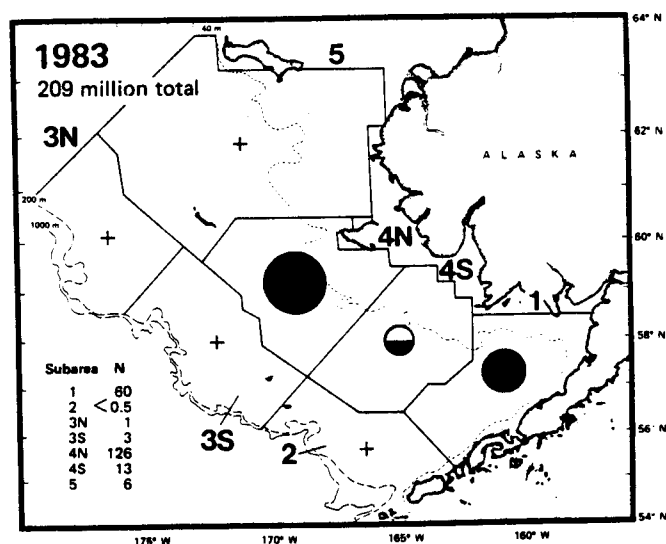 1983
209 million total
40 m
5
64° N
3N
62° N
ALASKA
200 m
1000 m
60° N
4N
4S
1
58° N
Subarea N
1 60
2 <0.5
3N 1
3S 3
4N 126
4S 13
5 6
56° N
3S
2
54° N
175° W 170° W 165° W 160° W